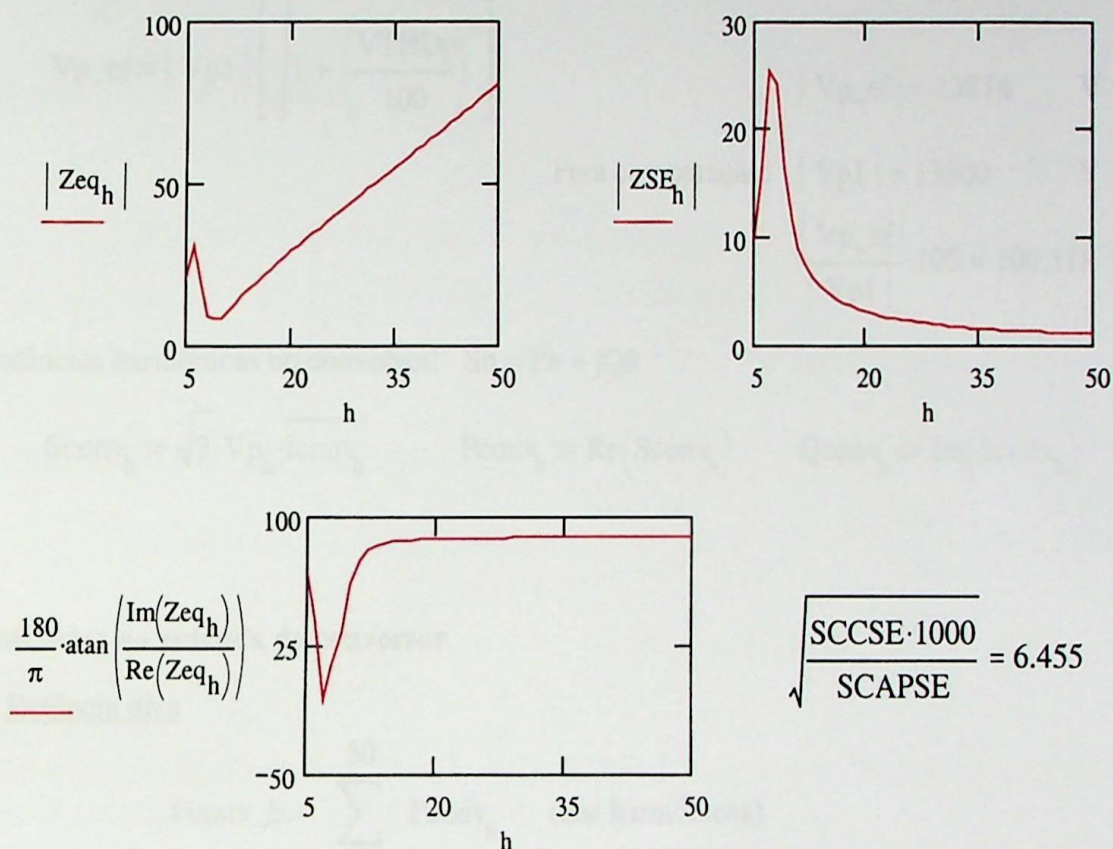 100
50
0
5 20 35 50
h
| Zeq_h |
30
20
10
0
5 20 35 50
h
| ZSE_h |
100
25
−50
5 20 35 50
h
180/π · atan( Im(Zeq_h) / Re(Zeq_h) )
√( SCCSE·1000 / SCAPSE ) = 6.455